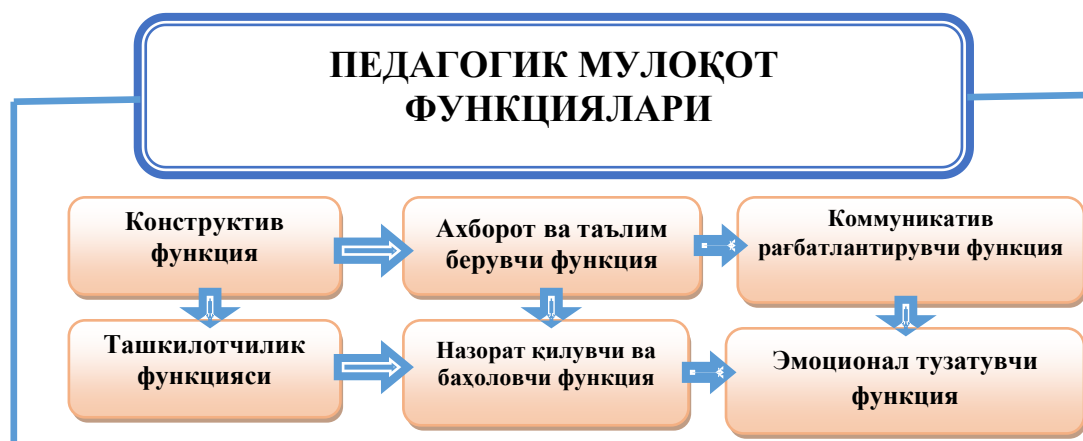 ПЕДАГОГИК МУЛОҚОТ
ФУНКЦИЯЛАРИ
Конструктив
функция
Ахборот ва таълим
берувчи функция
Коммуникатив
рағбатлантирувчи функция
Ташкилотчилик
функцияси
Назорат қилувчи ва
баҳоловчи функция
Эмоционал тузатувчи
функция